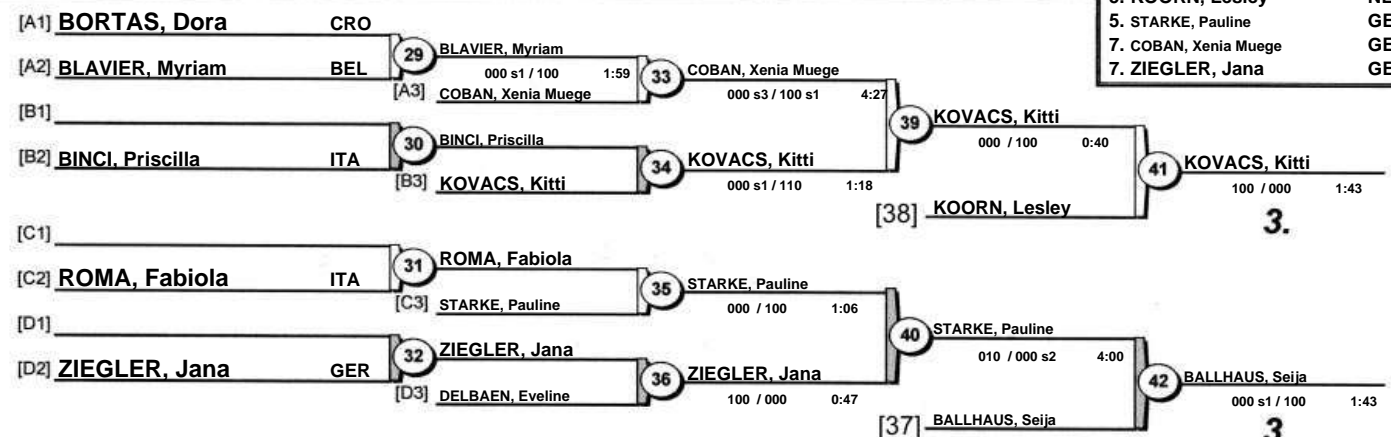 [A1] BORTAS, Dora CRO
[A2] BLAVIER, Myriam BEL
29
BLAVIER, Myriam
000 s1 / 100 1:59
[A3] COBAN, Xenia Muege
33
COBAN, Xenia Muege
000 s3 / 100 s1 4:27
[B1]
[B2] BINCI, Priscilla ITA
30
BINCI, Priscilla
[B3] KOVACS, Kitti
34
KOVACS, Kitti
000 s1 / 110 1:18
39
KOVACS, Kitti
000 / 100 0:40
[38] KOORN, Lesley
41
KOVACS, Kitti
100 / 000 1:43
3.
[C1]
[C2] ROMA, Fabiola ITA
31
ROMA, Fabiola
[C3] STARKE, Pauline
35
STARKE, Pauline
000 / 100 1:06
[D1]
[D2] ZIEGLER, Jana GER
32
ZIEGLER, Jana
[D3] DELBAEN, Eveline
36
ZIEGLER, Jana
100 / 000 0:47
40
STARKE, Pauline
010 / 000 s2 4:00
[37] BALLHAUS, Seija
42
BALLHAUS, Seija
000 s1 / 100 1:43
3
5. STARKE, Pauline GE
7. COBAN, Xenia Muege GE
7. ZIEGLER, Jana GE